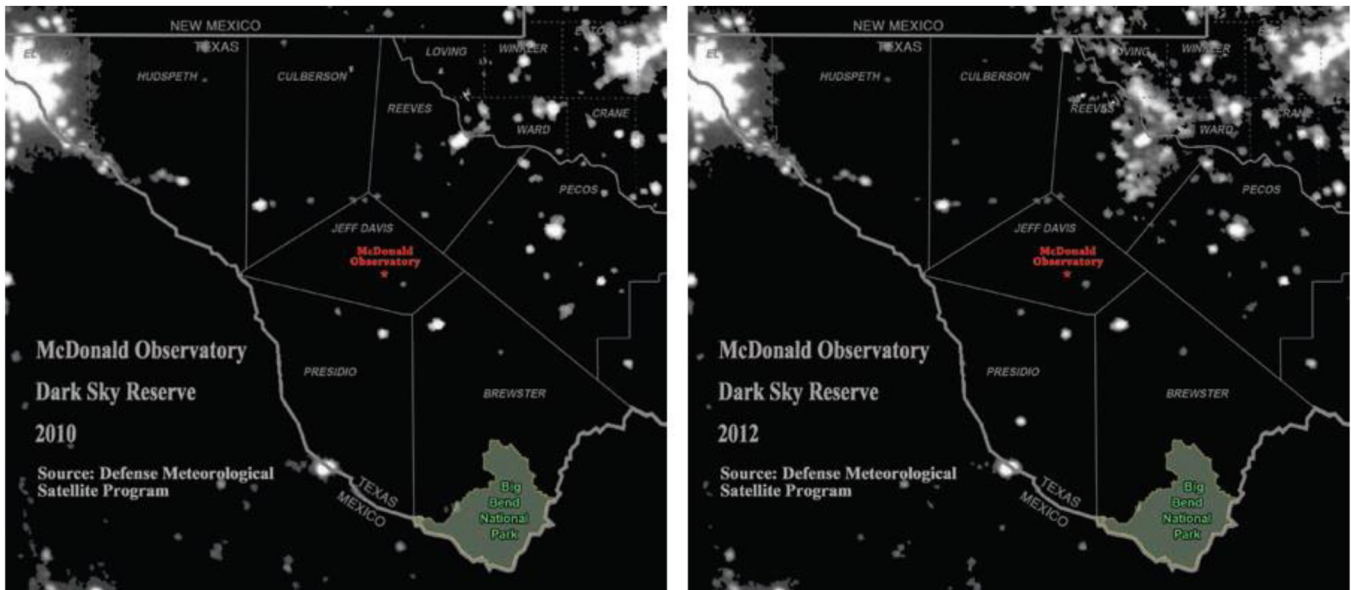 NEW MEXICO
TEXAS
HUDSPETH
CULBERSON
LOVING
WINKLER
REEVES
WARD
CRANE
PECOS
JEFF DAVIS
McDonald
Observatory
McDonald Observatory
Dark Sky Reserve
2010
Source: Defense Meteorological
Satellite Program
PRESIDIO
BREWSTER
TEXAS
MEXICO
Big
Bend
National
Park
NEW MEXICO
TEXAS
HUDSPETH
CULBERSON
LOVING
WINKLER
REEVES
WARD
CRANE
PECOS
JEFF DAVIS
McDonald
Observatory
McDonald Observatory
Dark Sky Reserve
2012
Source: Defense Meteorological
Satellite Program
PRESIDIO
BREWSTER
TEXAS
MEXICO
Big
Bend
National
Park